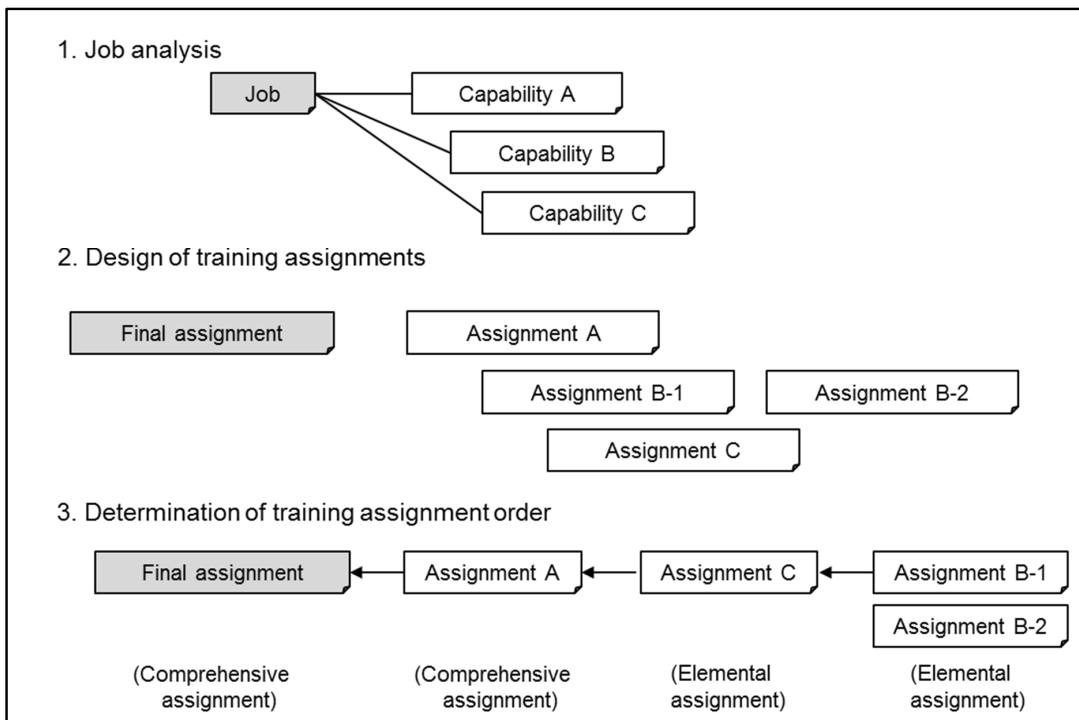 1. Job analysis
Job
Capability A
Capability B
Capability C
2. Design of training assignments
Final assignment
Assignment A
Assignment B-1
Assignment B-2
Assignment C
3. Determination of training assignment order
Final assignment
Assignment A
Assignment C
Assignment B-1
Assignment B-2
(Comprehensive
assignment)
(Comprehensive
assignment)
(Elemental
assignment)
(Elemental
assignment)